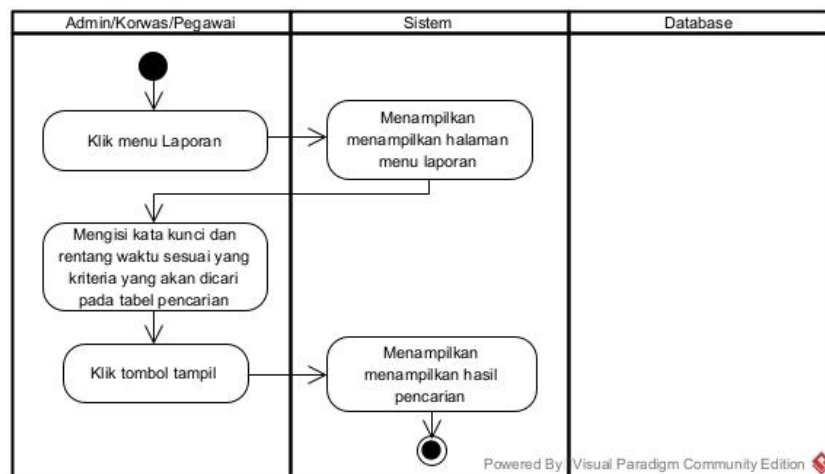 Admin/Korwas/Pegawai
Sistem
Database
Klik menu Laporan
Menampilkan
menampilkan halaman
menu laporan
Mengisi kata kunci dan
rentang waktu sesuai yang
kriteria yang akan dicari
pada tabel pencarian
Klik tombol tampil
Menampilkan
menampilkan hasil
pencarian
Powered By Visual Paradigm Community Edition